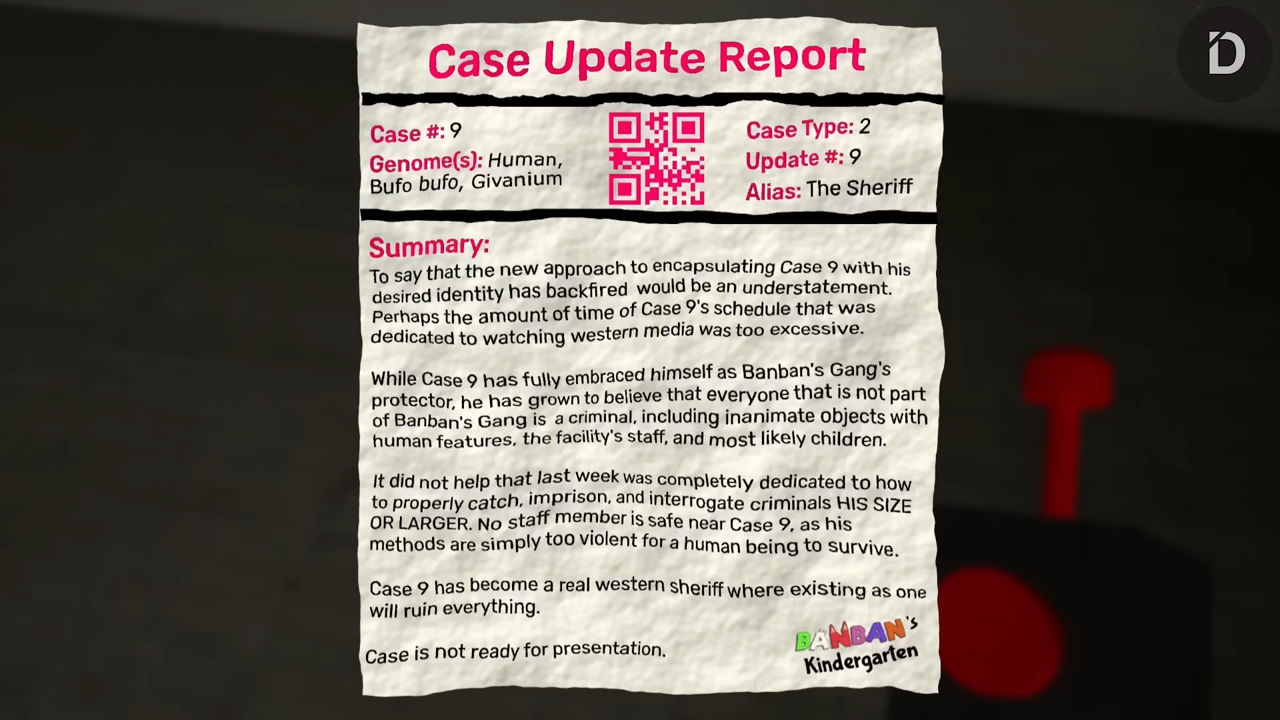 Case Update Report
Case #: 9
Genome(s): Human,
Bufo bufo, Givanium
Case Type: 2
Update #: 9
Alias: The Sheriff
Summary:
To say that the new approach to encapsulating Case 9 with his
desired identity has backfired would be an understatement.
Perhaps the amount of time of Case 9's schedule that was
dedicated to watching western media was too excessive.
While Case 9 has fully embraced himself as Banban's Gang's
protector, he has grown to believe that everyone that is not part
of Banban's Gang is a criminal, including inanimate objects with
human features, the facility's staff, and most likely children.
It did not help that last week was completely dedicated to how
to properly catch, imprison, and interrogate criminals HIS SIZE
OR LARGER. No staff member is safe near Case 9, as his
methods are simply too violent for a human being to survive.
Case 9 has become a real western sheriff where existing as one
will ruin everything.
Case is not ready for presentation.
BANBAN's
Kindergarten
D